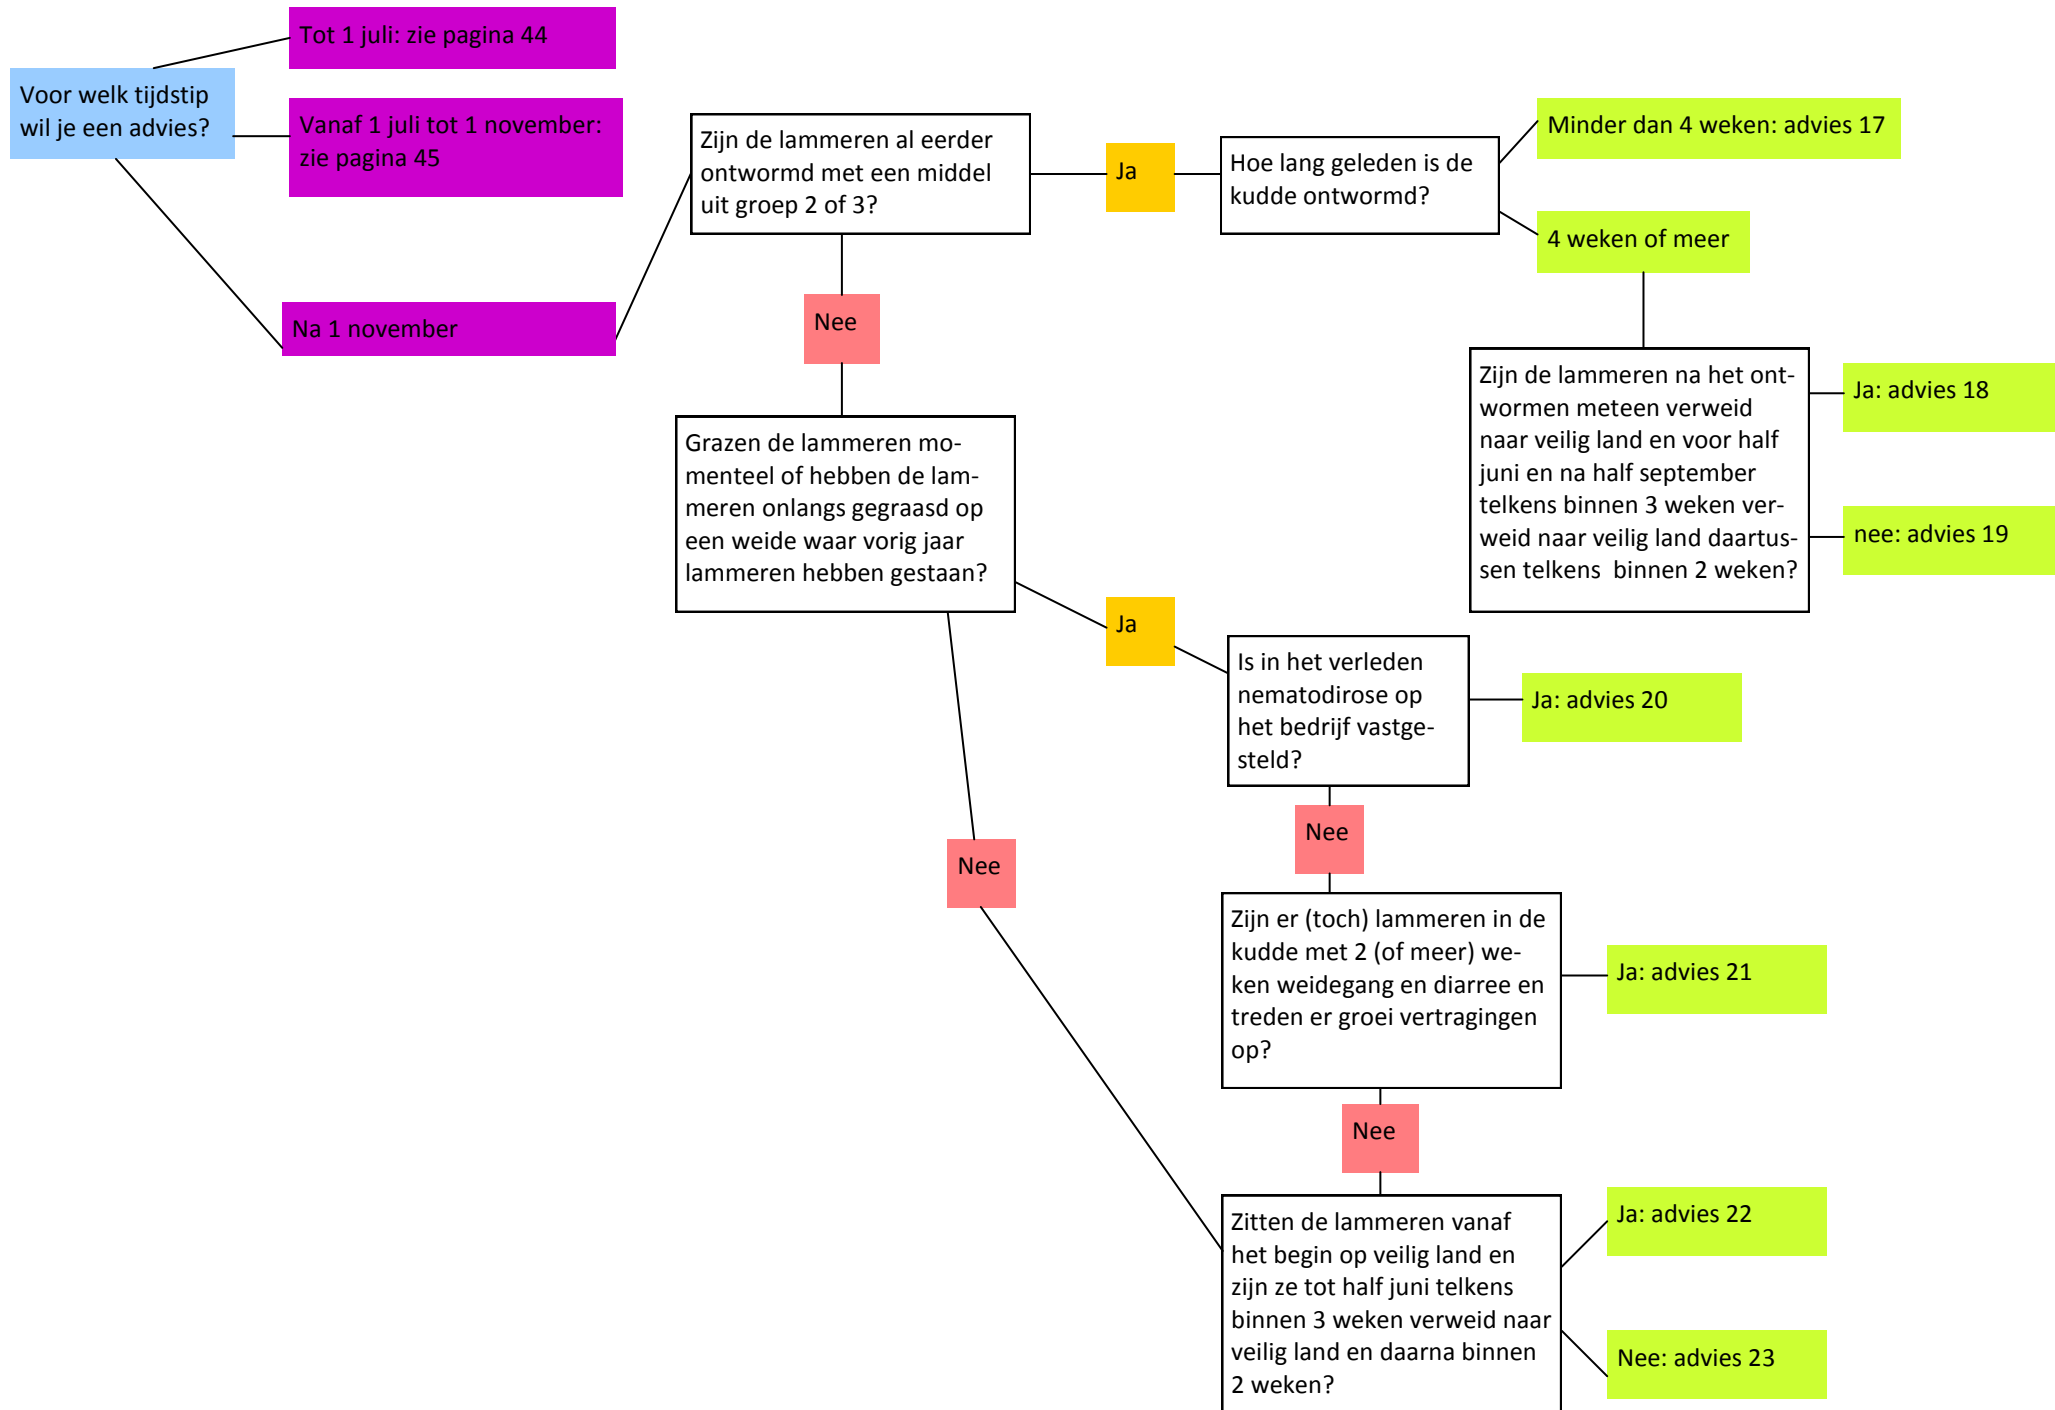 Tot 1 juli: zie pagina 44
Voor welk tijdstip
wil je een advies?
Vanaf 1 juli tot 1 november:
zie pagina 45
Na 1 november
Zijn de lammeren al eerder
ontwormd met een middel
uit groep 2 of 3?
Ja
Hoe lang geleden is de
kudde ontwormd?
Minder dan 4 weken: advies 17
4 weken of meer
Zijn de lammeren na het ont-
wormen meteen verweid
naar veilig land en voor half
juni en na half september
telkens binnen 3 weken ver-
weid naar veilig land daartus-
sen telkens  binnen 2 weken?
Ja: advies 18
nee: advies 19
Nee
Grazen de lammeren mo-
menteel of hebben de lam-
meren onlangs gegraasd op
een weide waar vorig jaar
lammeren hebben gestaan?
Ja
Is in het verleden
nematodirose op
het bedrijf vastge-
steld?
Ja: advies 20
Nee
Nee
Zijn er (toch) lammeren in de
kudde met 2 (of meer) we-
ken weidegang en diarree en
treden er groei vertragingen
op?
Ja: advies 21
Nee
Zitten de lammeren vanaf
het begin op veilig land en
zijn ze tot half juni telkens
binnen 3 weken verweid naar
veilig land en daarna binnen
2 weken?
Ja: advies 22
Nee: advies 23